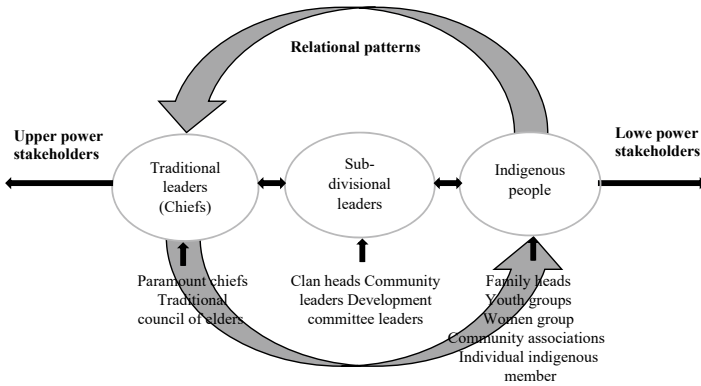 Relational patterns
Upper power
stakeholders
Lowe power
stakeholders
Traditional
leaders
(Chiefs)
Sub-
divisional
leaders
Indigenous
people
Paramount chiefs
Traditional
council of elders
Clan heads Community
leaders Development
committee leaders
Family heads
Youth groups
Women group
Community associations
Individual indigenous
member